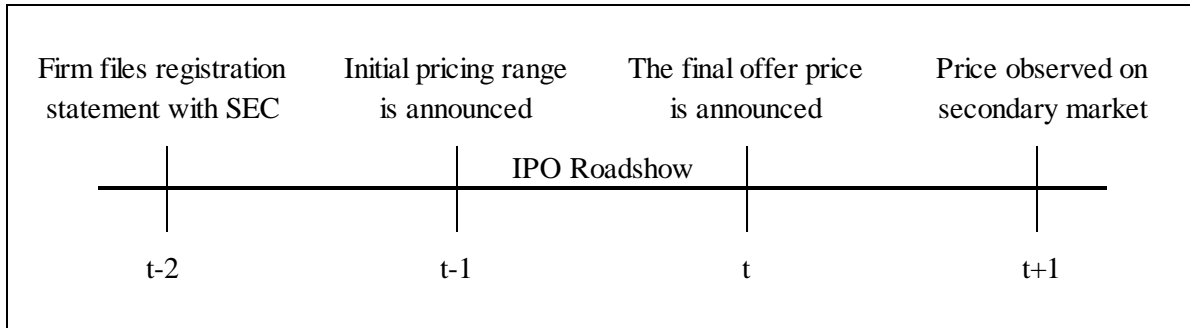 Firm files registration
statement with SEC
Initial pricing range
is announced
The final offer price
is announced
Price observed on
secondary market
IPO Roadshow
t-2
t-1
t
t+1